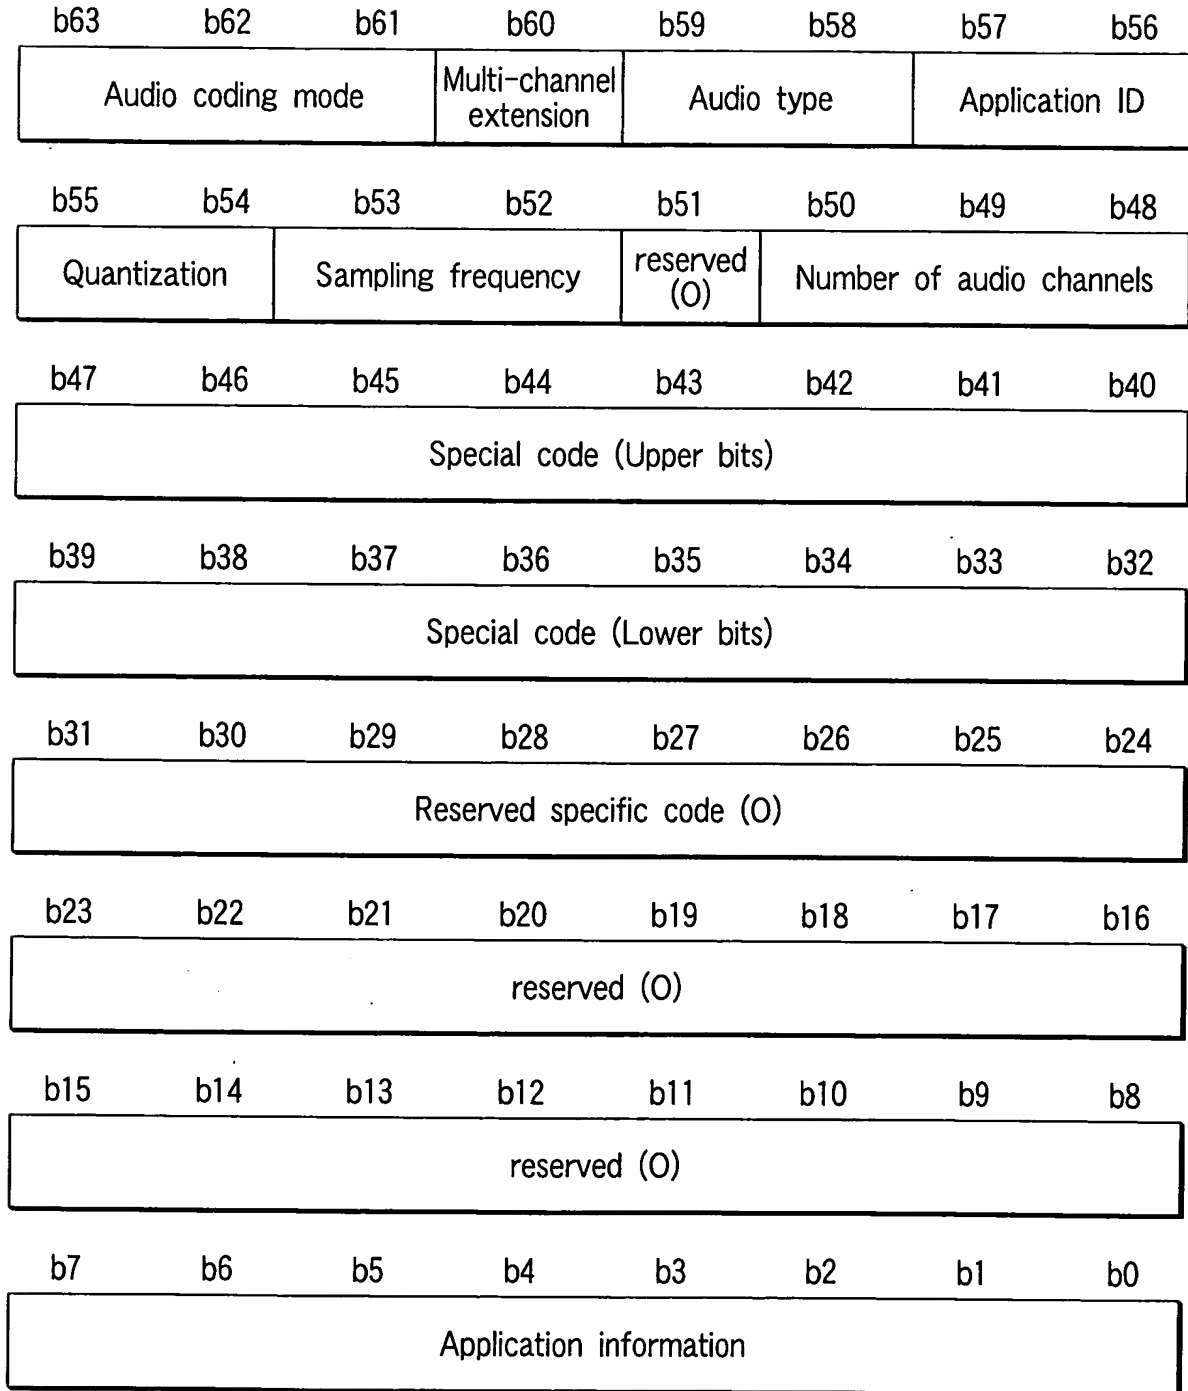 b63 b62 b61 b60 b59 b58 b57 b56
Audio coding mode
Multi-channel
extension
Audio type
Application ID
b55 b54 b53 b52 b51 b50 b49 b48
Quantization
Sampling frequency
reserved
(O)
Number of audio channels
b47 b46 b45 b44 b43 b42 b41 b40
Special code (Upper bits)
b39 b38 b37 b36 b35 b34 b33 b32
Special code (Lower bits)
b31 b30 b29 b28 b27 b26 b25 b24
Reserved specific code (O)
b23 b22 b21 b20 b19 b18 b17 b16
reserved (O)
b15 b14 b13 b12 b11 b10 b9 b8
reserved (O)
b7 b6 b5 b4 b3 b2 b1 b0
Application information